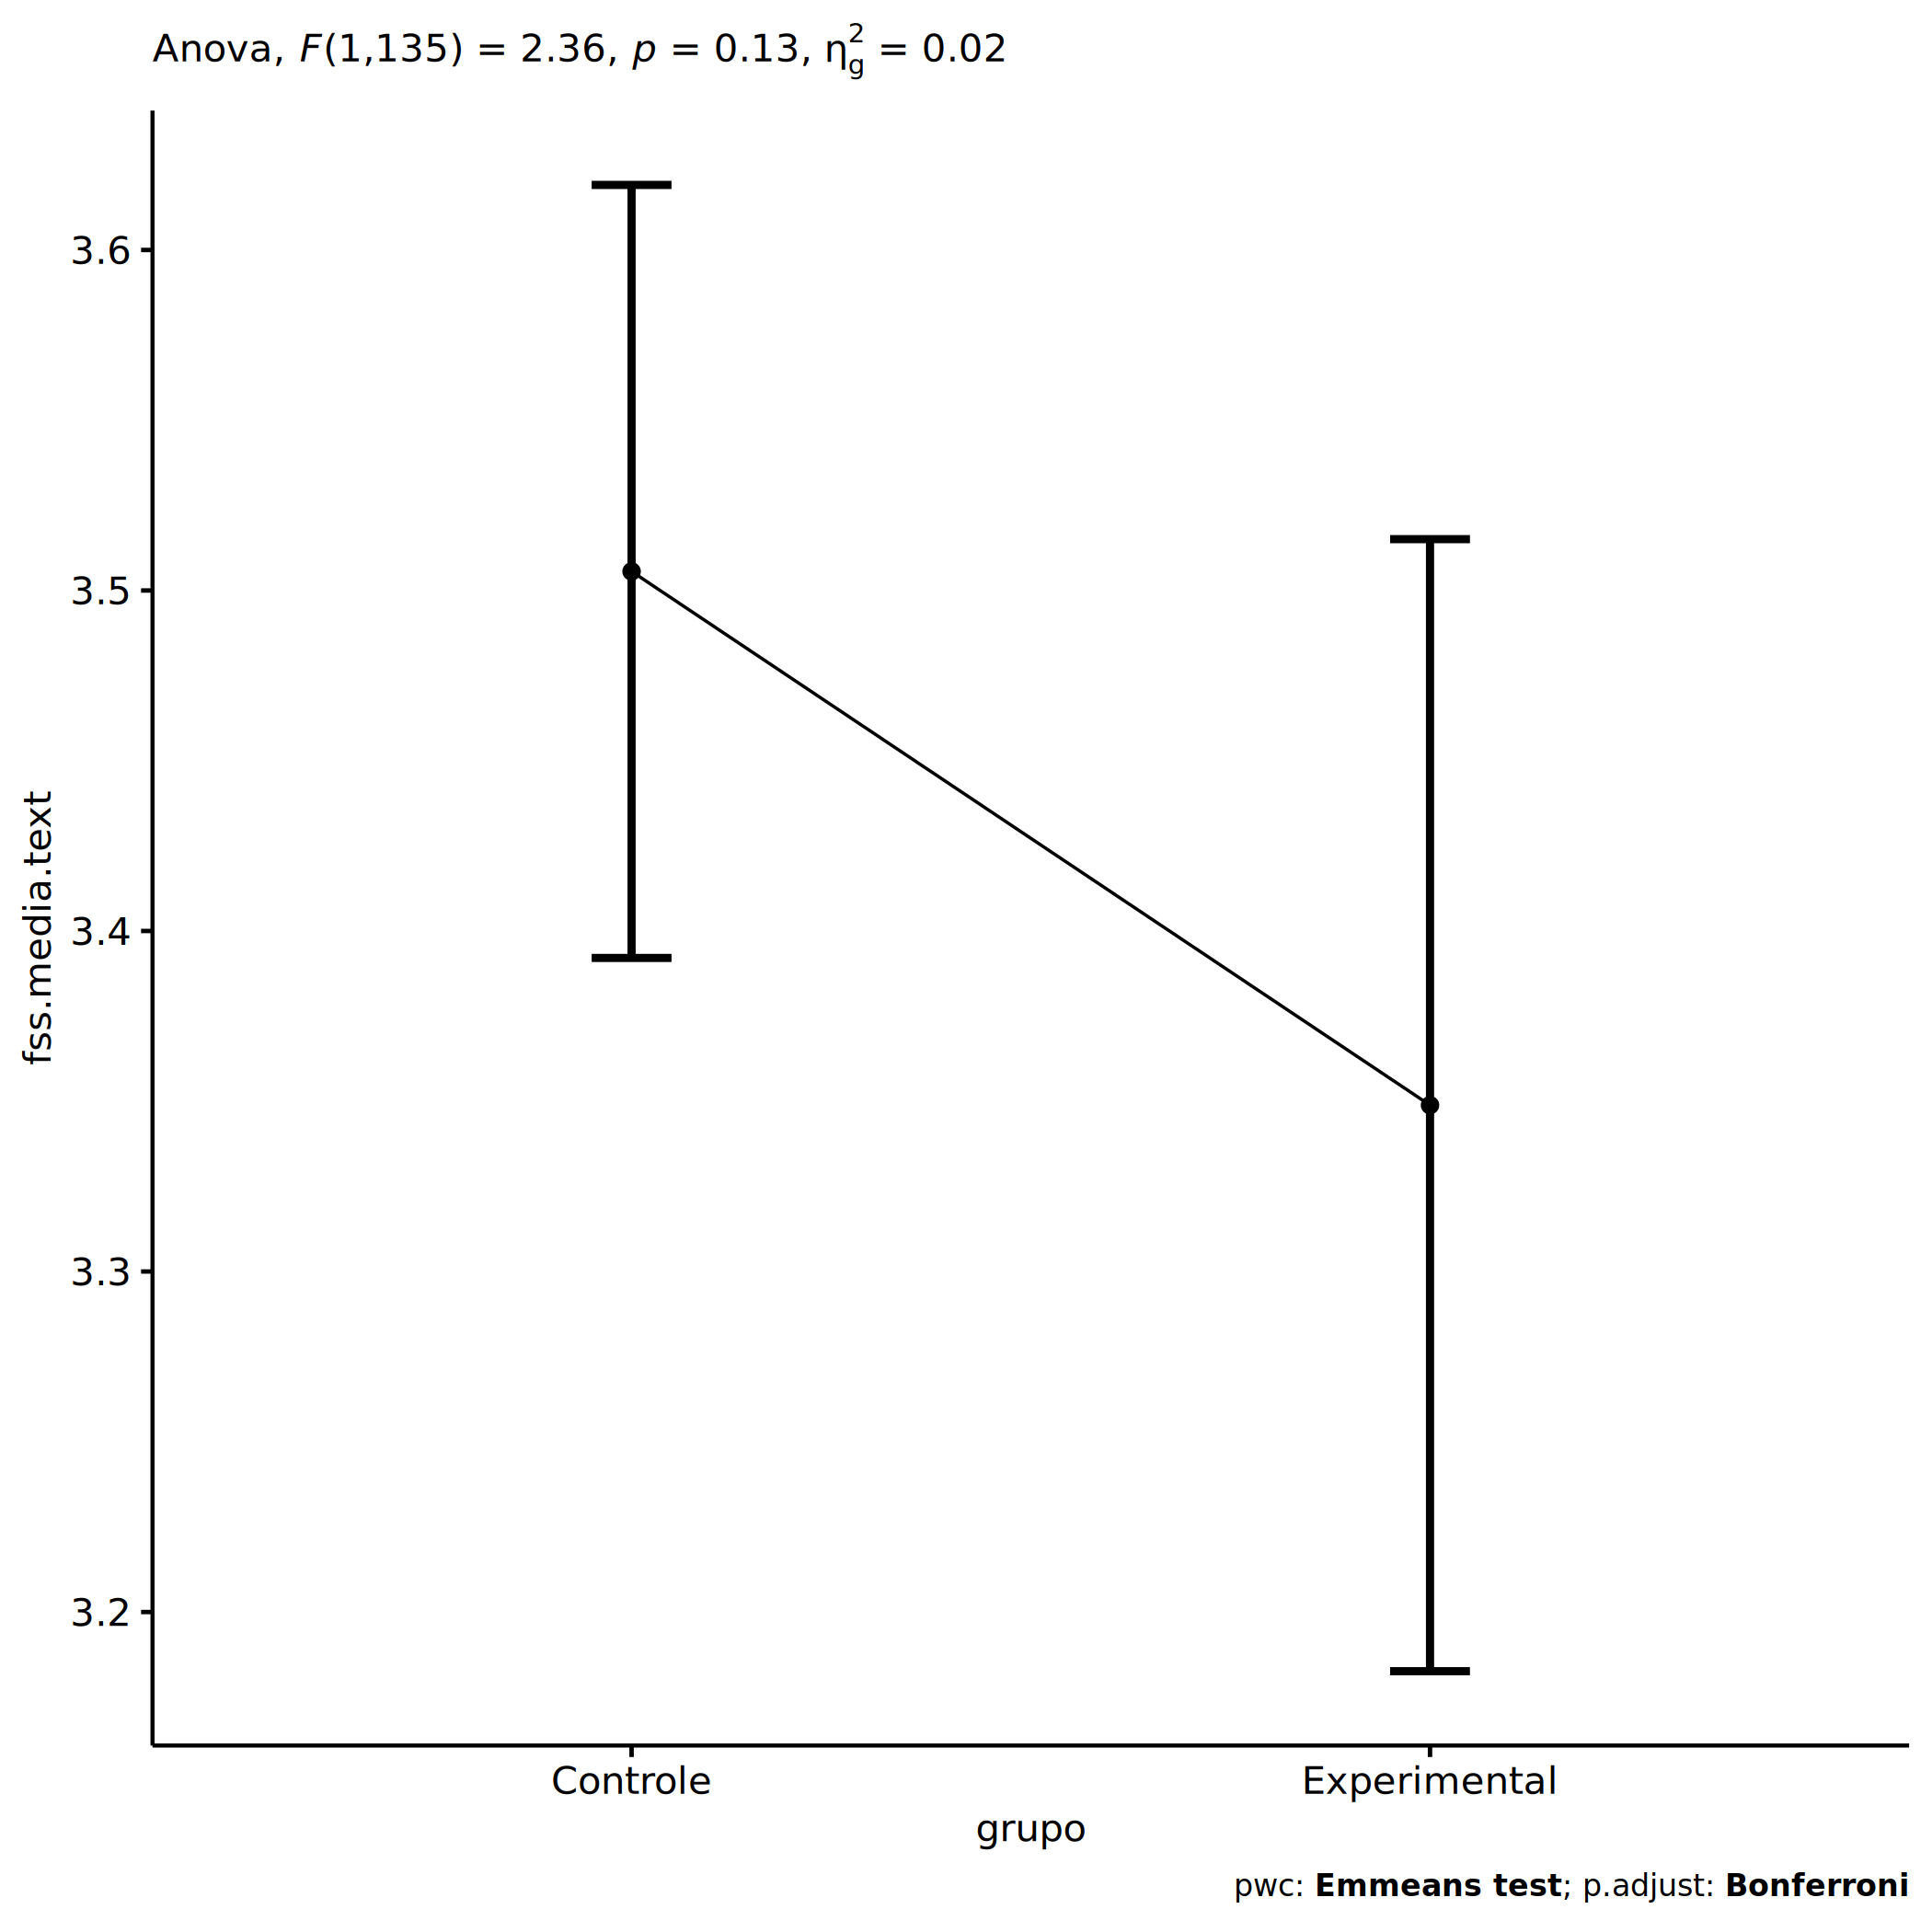 Anova, F(1,135) = 2.36, p = 0.13, η²g = 0.02
3.6
3.5
3.4
3.3
3.2
fss.media.text
Controle Experimental
grupo
pwc: Emmeans test; p.adjust: Bonferroni